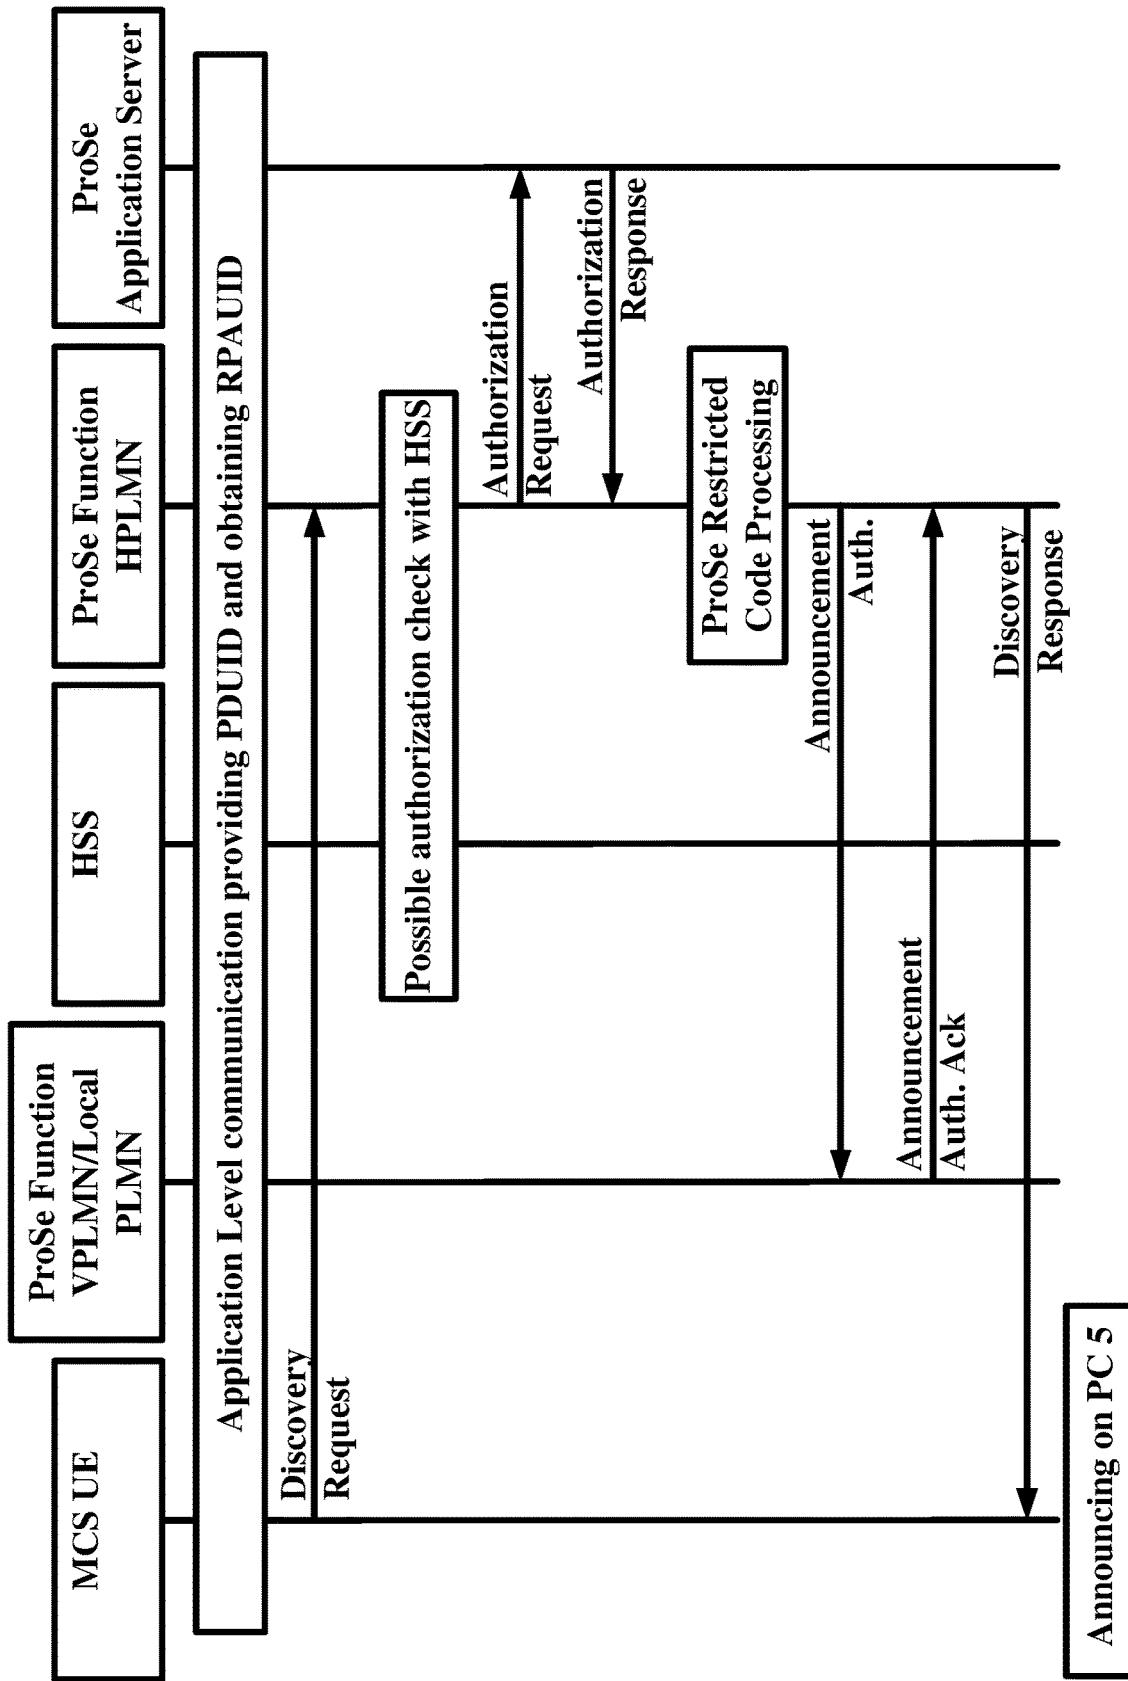 MCS UE
ProSe Function
VPLMN/Local
PLMN
HSS
ProSe Function
HPLMN
ProSe
Application Server
Application Level communication providing PDUID and obtaining RPAUID
Discovery
Request
Possible authorization check with HSS
Authorization
Request
Authorization
Response
ProSe Restricted
Code Processing
Announcement
Auth.
Announcement
Auth. Ack
Discovery
Response
Announcing on PC 5